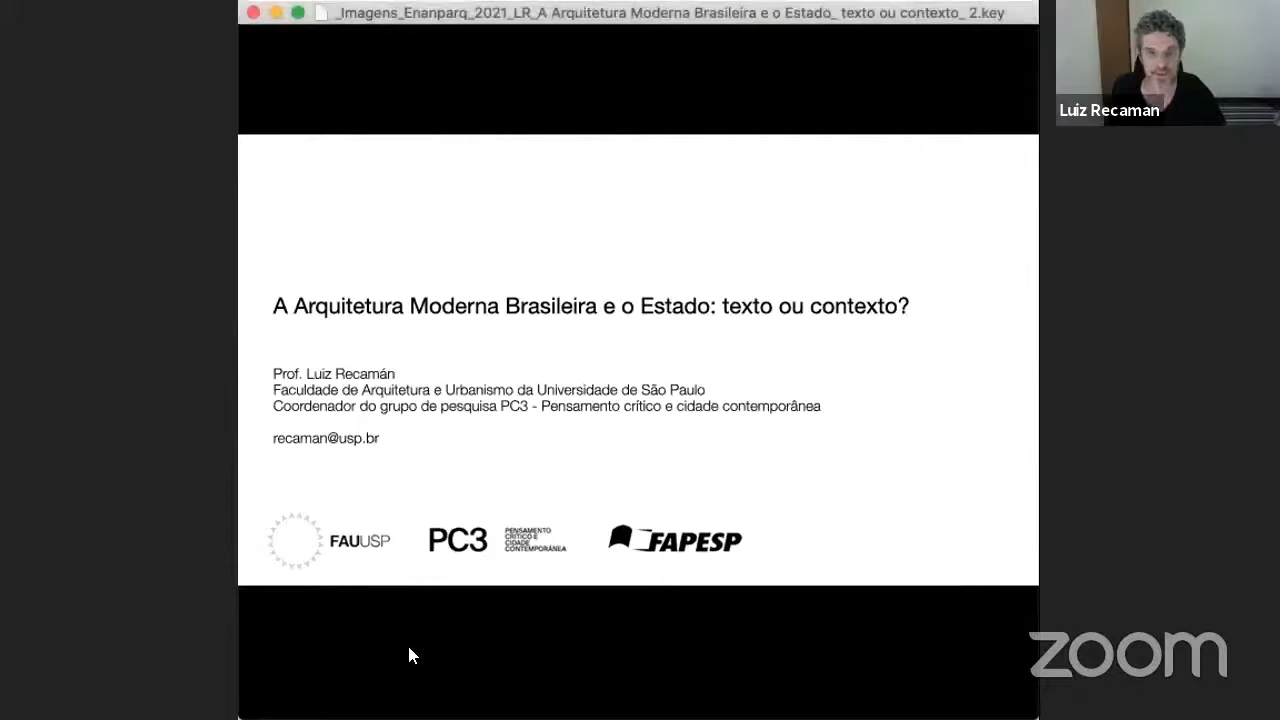 _Imagens_Enanparq_2021_LR_A Arquitetura Moderna Brasileira e o Estado_ texto ou contexto_ 2.key
Luiz Recaman
A Arquitetura Moderna Brasileira e o Estado: texto ou contexto?
Prof. Luiz Recamán
Faculdade de Arquitetura e Urbanismo da Universidade de São Paulo
Coordenador do grupo de pesquisa PC3 - Pensamento crítico e cidade contemporânea
recaman@usp.br
FAUUSP
PC3
PENSAMENTO
CRÍTICO E
CIDADE
CONTEMPORÂNEA
FAPESP
zoom